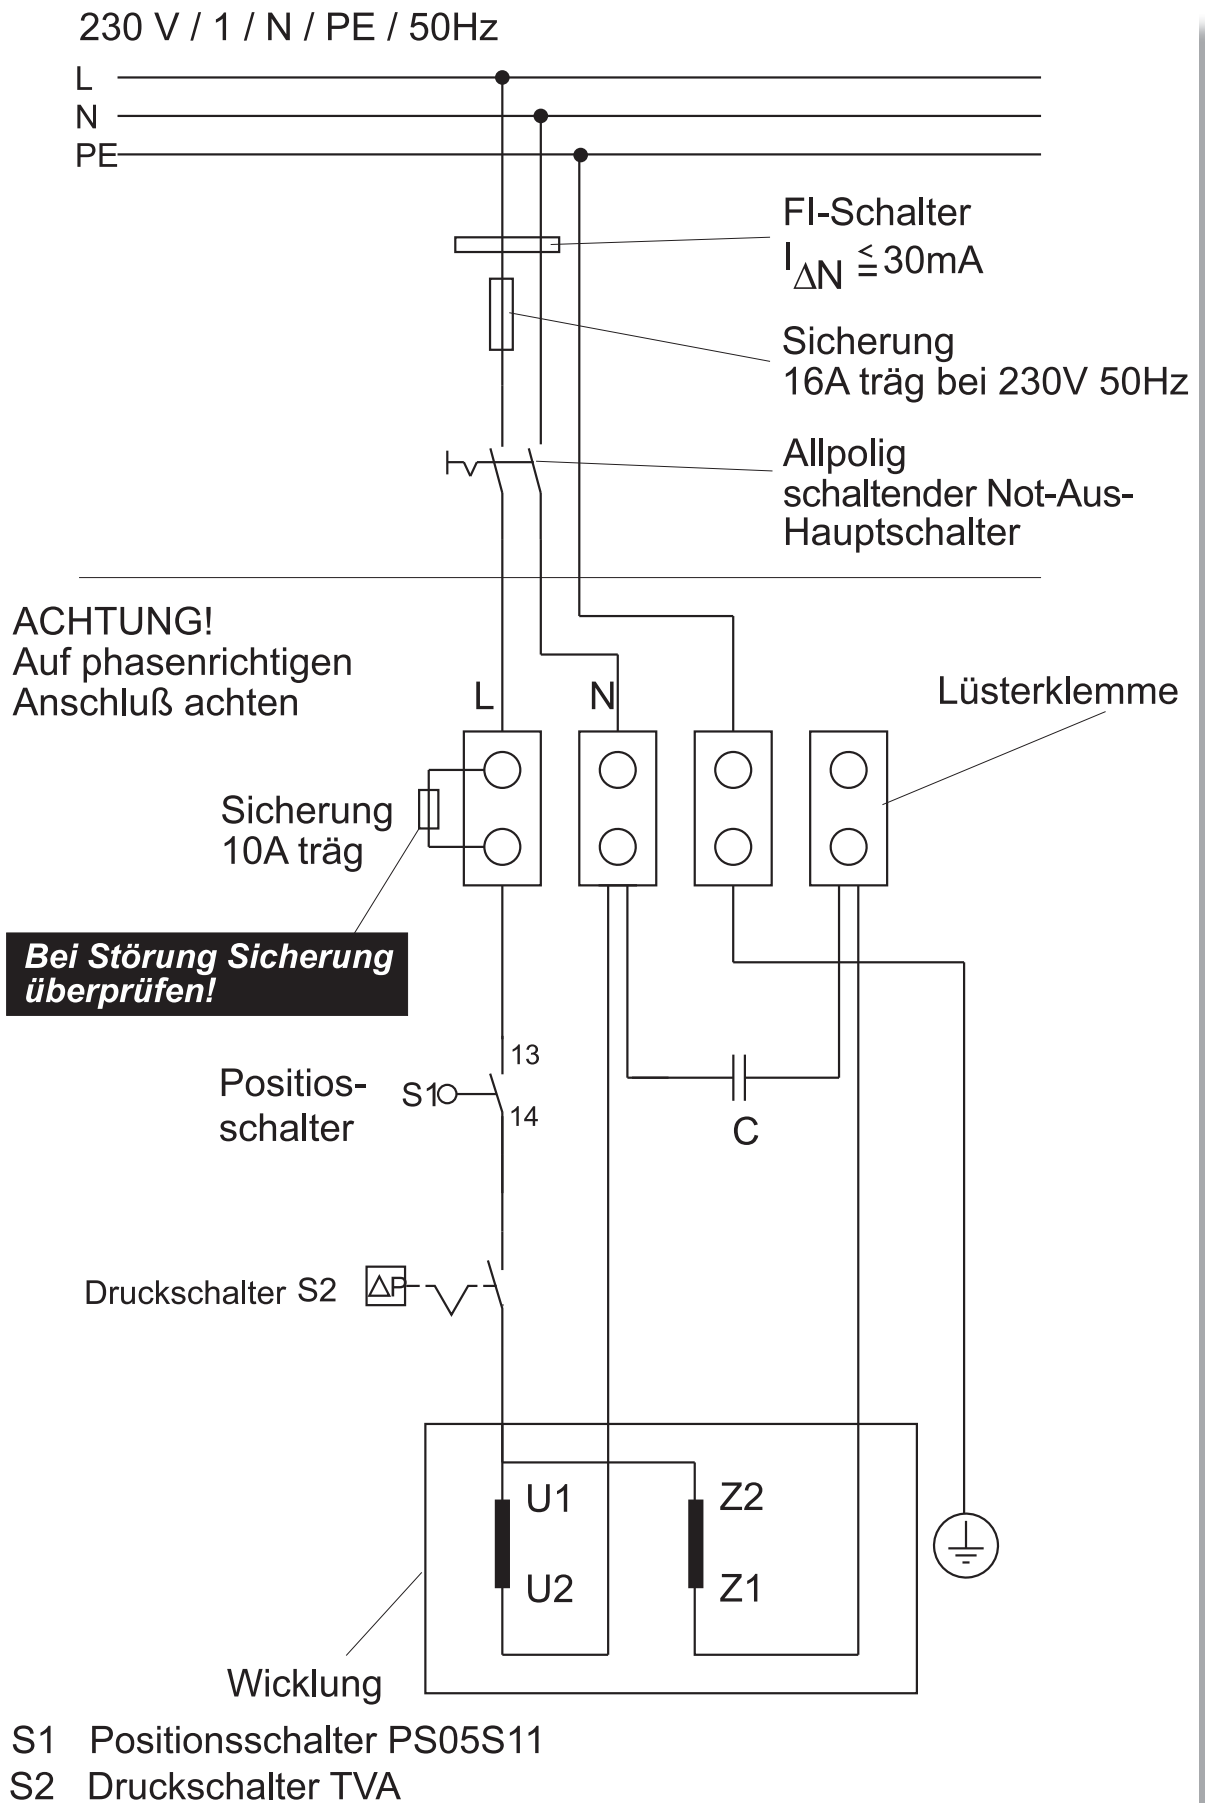 230 V / 1 / N / PE / 50Hz
L
N
PE
FI-Schalter
I ΔN ≦ 30mA
Sicherung
16A träg bei 230V 50Hz
Allpolig
schaltender Not-Aus-
Hauptschalter
ACHTUNG!
Auf phasenrichtigen
Anschluß achten
L
N
Lüsterklemme
Sicherung
10A träg
Bei Störung Sicherung
überprüfen!
13
Positios-
schalter
S1
14
C
Druckschalter S2
ΔP
U1
Z2
U2
Z1
Wicklung
S1 Positionsschalter PS05S11
S2 Druckschalter TVA